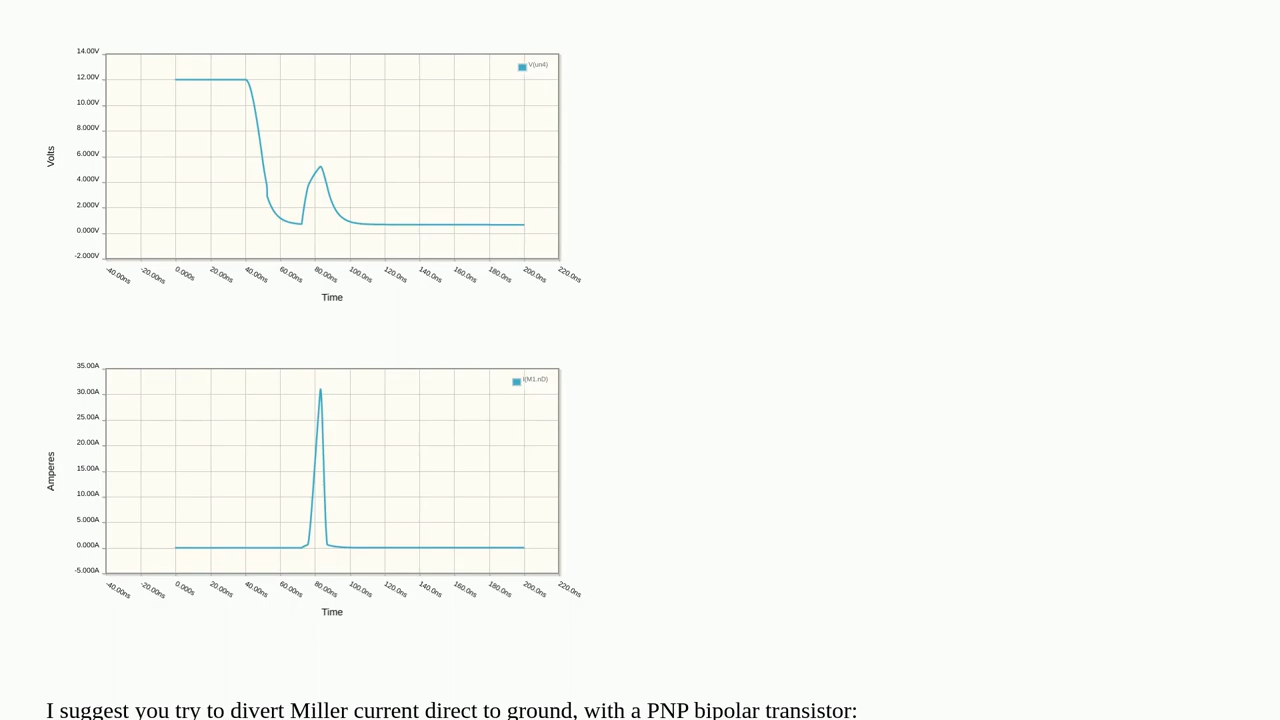 14.00V
V(un4)
12.00V
10.00V
8.000V
Volts
6.000V
4.000V
2.000V
0.000V
-2.000V
-40.00ns -20.00ns 0.000s 20.00ns 40.00ns 60.00ns 80.00ns 100.0ns 120.0ns 140.0ns 160.0ns 180.0ns 200.0ns 220.0ns
Time
35.00A
I(M1.nD)
30.00A
25.00A
20.00A
Amperes
15.00A
10.00A
5.000A
0.000A
-5.000A
-40.00ns -20.00ns 0.000s 20.00ns 40.00ns 60.00ns 80.00ns 100.0ns 120.0ns 140.0ns 160.0ns 180.0ns 200.0ns 220.0ns
Time
I suggest you try to divert Miller current direct to ground, with a PNP bipolar transistor: